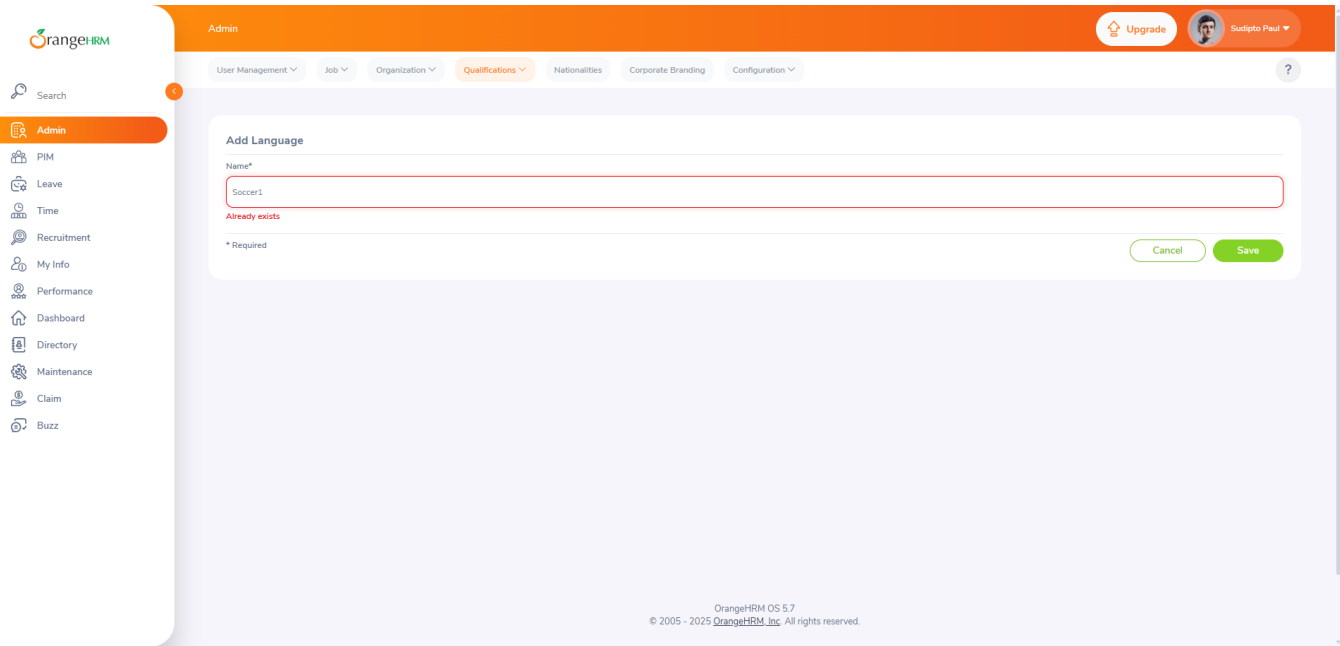 OrangeHRM
Admin
Upgrade
Sudipto Paul
User Management
Job
Organization
Qualifications
Nationalities
Corporate Branding
Configuration
?
Search
Admin
PIM
Leave
Time
Recruitment
My Info
Performance
Dashboard
Directory
Maintenance
Claim
Buzz
Add Language
Name*
Soccer1
Already exists
* Required
Cancel
Save
OrangeHRM OS 5.7
© 2005 - 2025 OrangeHRM, Inc. All rights reserved.